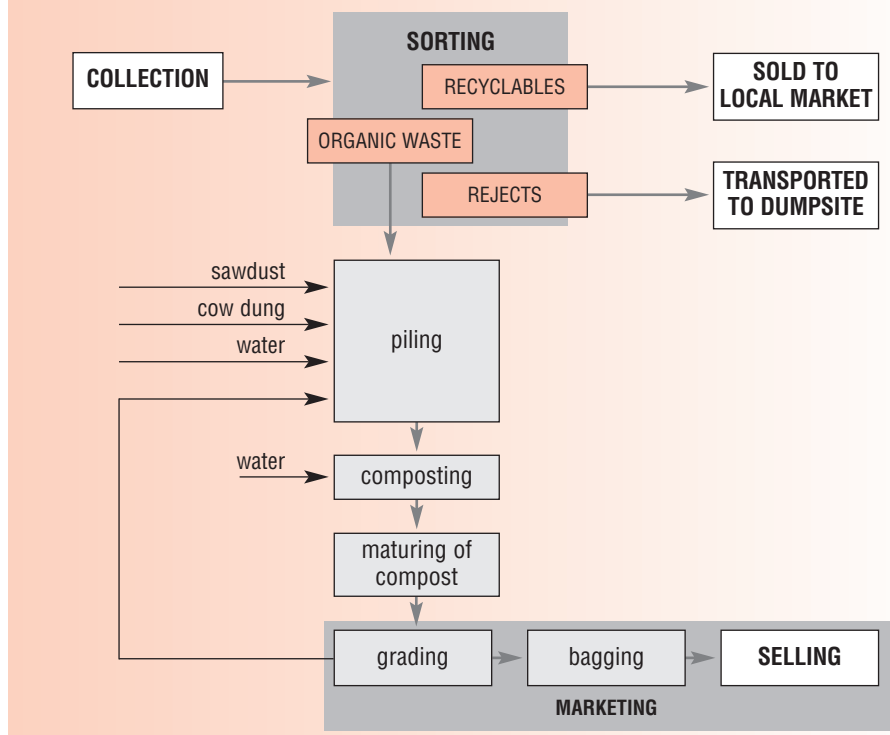 SORTING
COLLECTION
RECYCLABLES
SOLD TO
LOCAL MARKET
ORGANIC WASTE
REJECTS
TRANSPORTED
TO DUMPSITE
sawdust
cow dung
water
piling
water
composting
maturing of
compost
grading
bagging
SELLING
MARKETING